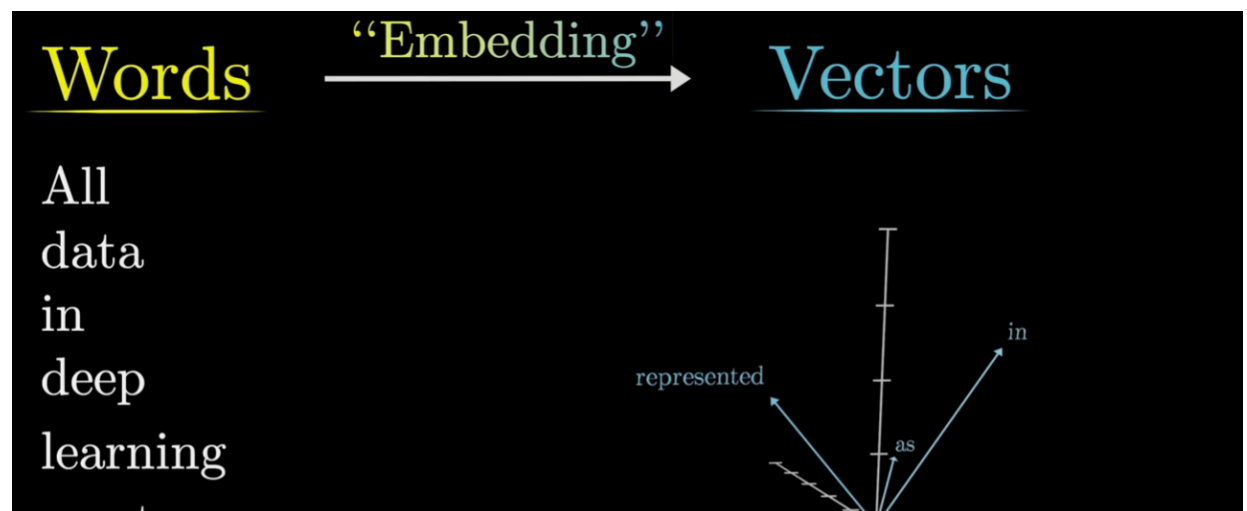 Words “Embedding” Vectors
All
data
in
deep
learning
in
represented
as